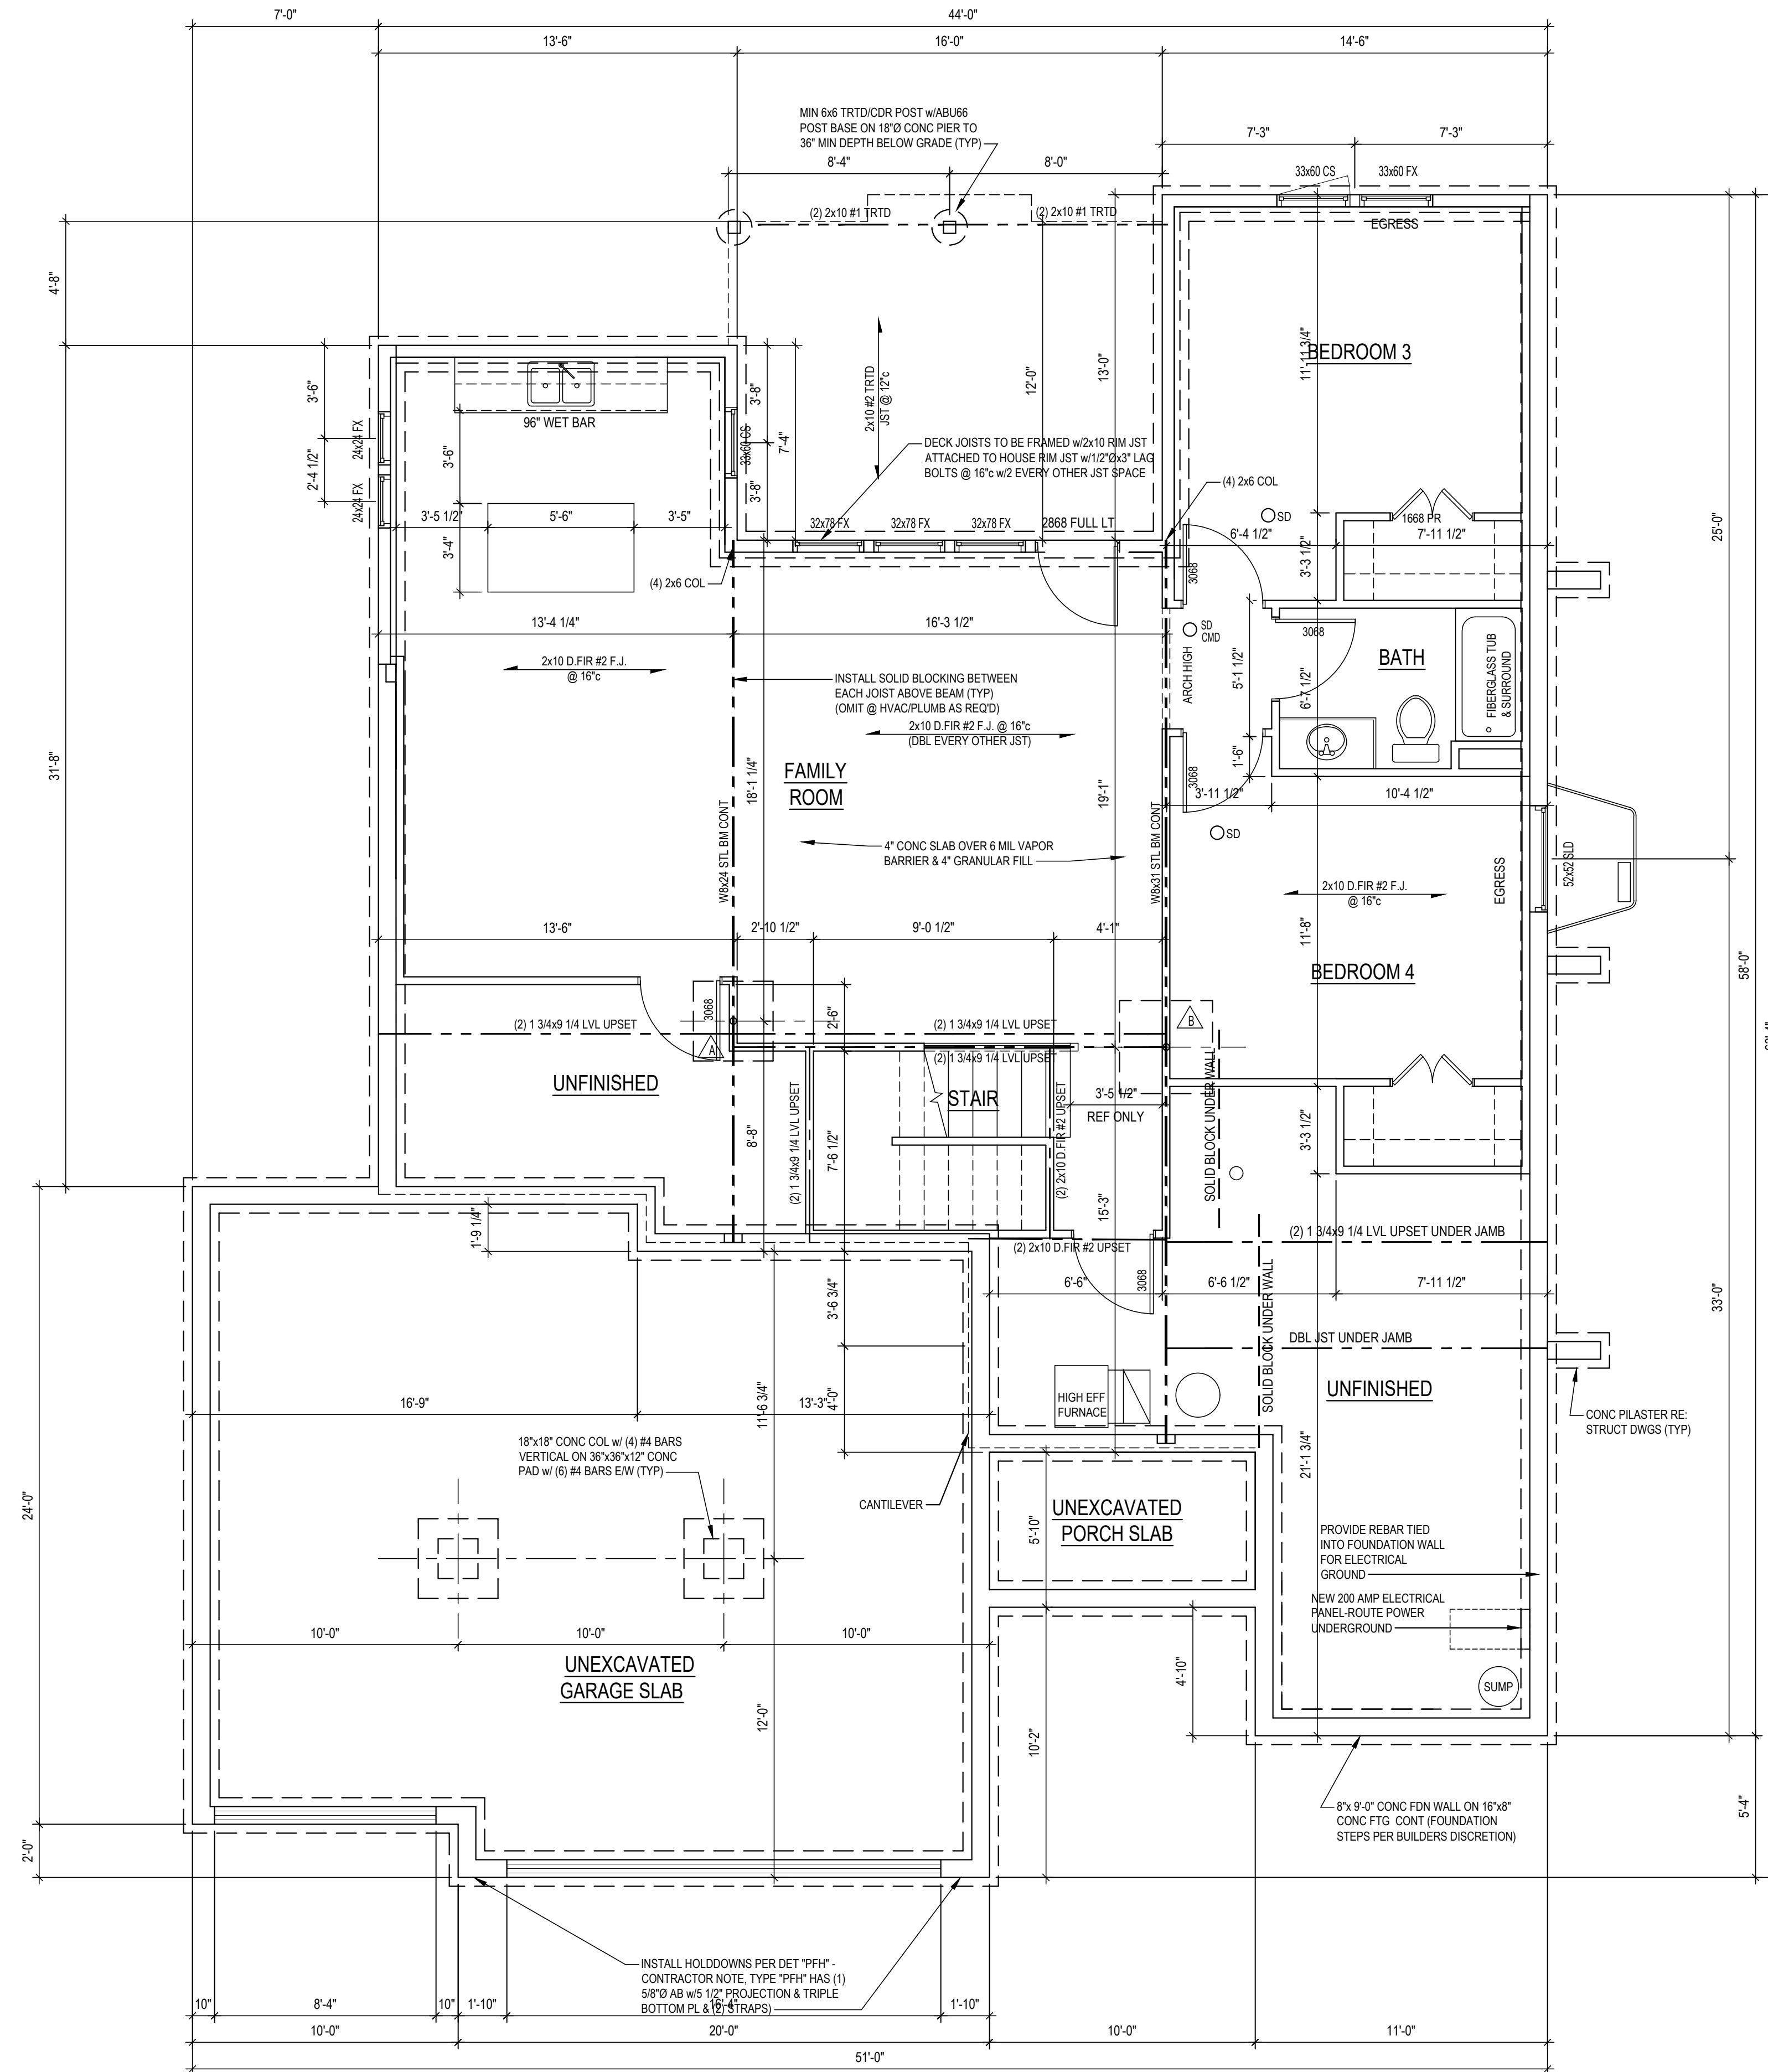 7'-0"
44'-0"
13'-6"
16'-0"
14'-6"
MIN 6x6 TRTD/CDR POST w/ABU66
POST BASE ON 18"Ø CONC PIER TO
36" MIN DEPTH BELOW GRADE (TYP)
7'-3"
7'-3"
8'-4"
8'-0"
33x60 CS
33x60 FX
(2) 2x10 #1 TRTD
(2) 2x10 #1 TRTD
EGRESS
4'-8"
BEDROOM 3
11'-11 3/4"
12'-0"
13'-0"
2x10 #2 TRTD
JST @ 12"c
3'-6"
3'-8"
96" WET BAR
24x24 FX
33x60 CS
7'-4"
DECK JOISTS TO BE FRAMED w/2x10 RIM JST
ATTACHED TO HOUSE RIM JST w/1/2"Øx3" LAG
BOLTS @ 16"c w/2 EVERY OTHER JST SPACE
2'-4 1/2"
3'-6"
3'-8"
24x24 FX
(4) 2x6 COL
3'-5 1/2"
5'-6"
3'-5"
32x78 FX
32x78 FX
32x78 FX
2868 FULL LT
SD
1668 PR
6'-4 1/2"
7'-11 1/2"
25'-0"
3'-4"
3'-3 1/2"
(4) 2x6 COL
3068
13'-4 1/4"
16'-3 1/2"
SD
CMD
3068
2x10 D.FIR #2 F.J.
@ 16"c
BATH
ARCH HIGH
5'-1 1/2"
6'-7 1/2"
FIBERGLASS TUB
& SURROUND
INSTALL SOLID BLOCKING BETWEEN
EACH JOIST ABOVE BEAM (TYP)
(OMIT @ HVAC/PLUMB AS REQ'D)
2x10 D.FIR #2 F.J. @ 16"c
(DBL EVERY OTHER JST)
31'-8"
FAMILY
ROOM
18'-1 1/4"
19'-1"
1'-6"
3068
3'-11 1/2"
10'-4 1/2"
SD
4" CONC SLAB OVER 6 MIL VAPOR
BARRIER & 4" GRANULAR FILL
W8x24 STL BM CONT
W8x31 STL BM CONT
EGRESS
52x52 SLD
2x10 D.FIR #2 F.J.
@ 16"c
13'-6"
2'-10 1/2"
9'-0 1/2"
4'-1"
11'-8"
BEDROOM 4
58'-0"
3068
2'-6"
(2) 1 3/4x9 1/4 LVL UPSET
(2) 1 3/4x9 1/4 LVL UPSET
A
B
(2) 1 3/4x9 1/4 LVL UPSET
UNFINISHED
STAIR
3'-5 1/2"
REF ONLY
8'-8"
(2) 1 3/4x9 1/4 LVL UPSET
7'-6 1/2"
(2) 2x10 D.FIR #2 UPSET
SOLID BLOCK UNDER WALL
3'-3 1/2"
15'-3"
1'-9 1/4"
(2) 2x10 D.FIR #2 UPSET
(2) 1 3/4x9 1/4 LVL UPSET UNDER JAMB
6'-6"
3068
6'-6 1/2"
7'-11 1/2"
3'-6 3/4"
SOLID BLOCK UNDER WALL
33'-0"
DBL JST UNDER JAMB
UNFINISHED
HIGH EFF
FURNACE
16'-9"
13'-3"
4'-0"
11'-6 3/4"
CONC PILASTER RE:
STRUCT DWGS (TYP)
18"x18" CONC COL w/ (4) #4 BARS
VERTICAL ON 36"x36"x12" CONC
PAD w/ (6) #4 BARS E/W (TYP)
21'-1 3/4"
CANTILEVER
24'-0"
UNEXCAVATED
PORCH SLAB
5'-10"
PROVIDE REBAR TIED
INTO FOUNDATION WALL
FOR ELECTRICAL
GROUND
NEW 200 AMP ELECTRICAL
PANEL-ROUTE POWER
UNDERGROUND
10'-0"
10'-0"
10'-0"
UNEXCAVATED
GARAGE SLAB
4'-10"
SUMP
12'-0"
10'-2"
8"x 9'-0" CONC FDN WALL ON 16"x8"
CONC FTG CONT (FOUNDATION
STEPS PER BUILDERS DISCRETION)
5'-4"
2'-0"
INSTALL HOLDDOWNS PER DET "PFH" -
CONTRACTOR NOTE, TYPE "PFH" HAS (1)
5/8"Ø AB w/5 1/2" PROJECTION & TRIPLE
BOTTOM PL & (2) STRAPS)
10"
8'-4"
10"
1'-10"
16'-4"
1'-10"
10'-0"
20'-0"
10'-0"
11'-0"
51'-0"